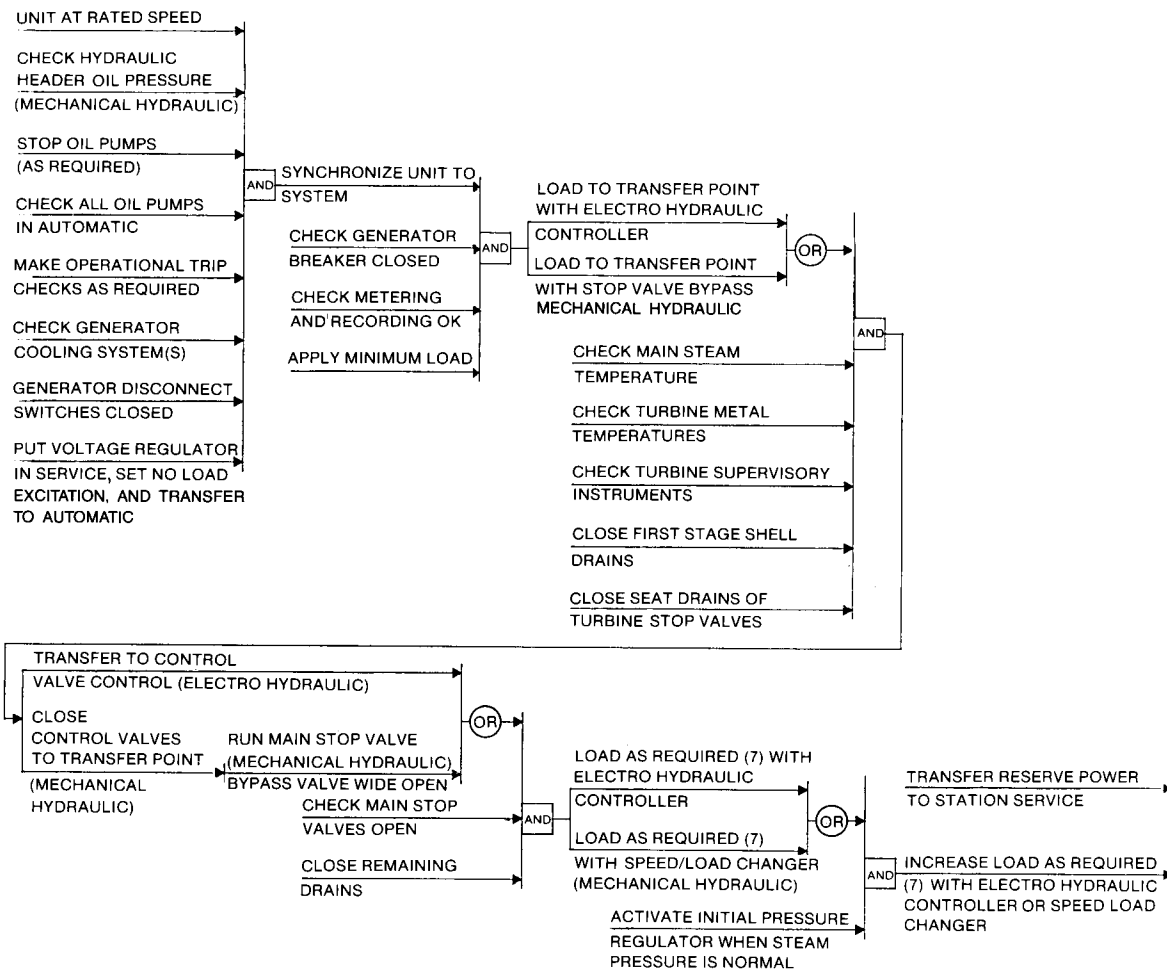 UNIT AT RATED SPEED
CHECK HYDRAULIC
HEADER OIL PRESSURE
(MECHANICAL HYDRAULIC)
STOP OIL PUMPS
(AS REQUIRED)
CHECK ALL OIL PUMPS
IN AUTOMATIC
MAKE OPERATIONAL TRIP
CHECKS AS REQUIRED
CHECK GENERATOR
COOLING SYSTEM(S)
GENERATOR DISCONNECT
SWITCHES CLOSED
PUT VOLTAGE REGULATOR
IN SERVICE, SET NO LOAD
EXCITATION, AND TRANSFER
TO AUTOMATIC
AND
SYNCHRONIZE UNIT TO
SYSTEM
CHECK GENERATOR
BREAKER CLOSED
CHECK METERING
AND RECORDING OK
APPLY MINIMUM LOAD
AND
LOAD TO TRANSFER POINT
WITH ELECTRO HYDRAULIC
CONTROLLER
LOAD TO TRANSFER POINT
WITH STOP VALVE BYPASS
MECHANICAL HYDRAULIC
OR
CHECK MAIN STEAM
TEMPERATURE
CHECK TURBINE METAL
TEMPERATURES
CHECK TURBINE SUPERVISORY
INSTRUMENTS
CLOSE FIRST STAGE SHELL
DRAINS
CLOSE SEAT DRAINS OF
TURBINE STOP VALVES
AND
TRANSFER TO CONTROL
VALVE CONTROL (ELECTRO HYDRAULIC)
CLOSE
CONTROL VALVES
TO TRANSFER POINT
(MECHANICAL
HYDRAULIC)
RUN MAIN STOP VALVE
(MECHANICAL HYDRAULIC)
BYPASS VALVE WIDE OPEN
OR
CHECK MAIN STOP
VALVES OPEN
CLOSE REMAINING
DRAINS
AND
LOAD AS REQUIRED (7) WITH
ELECTRO HYDRAULIC
CONTROLLER
LOAD AS REQUIRED (7)
WITH SPEED/LOAD CHANGER
(MECHANICAL HYDRAULIC)
OR
ACTIVATE INITIAL PRESSURE
REGULATOR WHEN STEAM
PRESSURE IS NORMAL
AND
TRANSFER RESERVE POWER
TO STATION SERVICE
INCREASE LOAD AS REQUIRED
(7) WITH ELECTRO HYDRAULIC
CONTROLLER OR SPEED LOAD
CHANGER